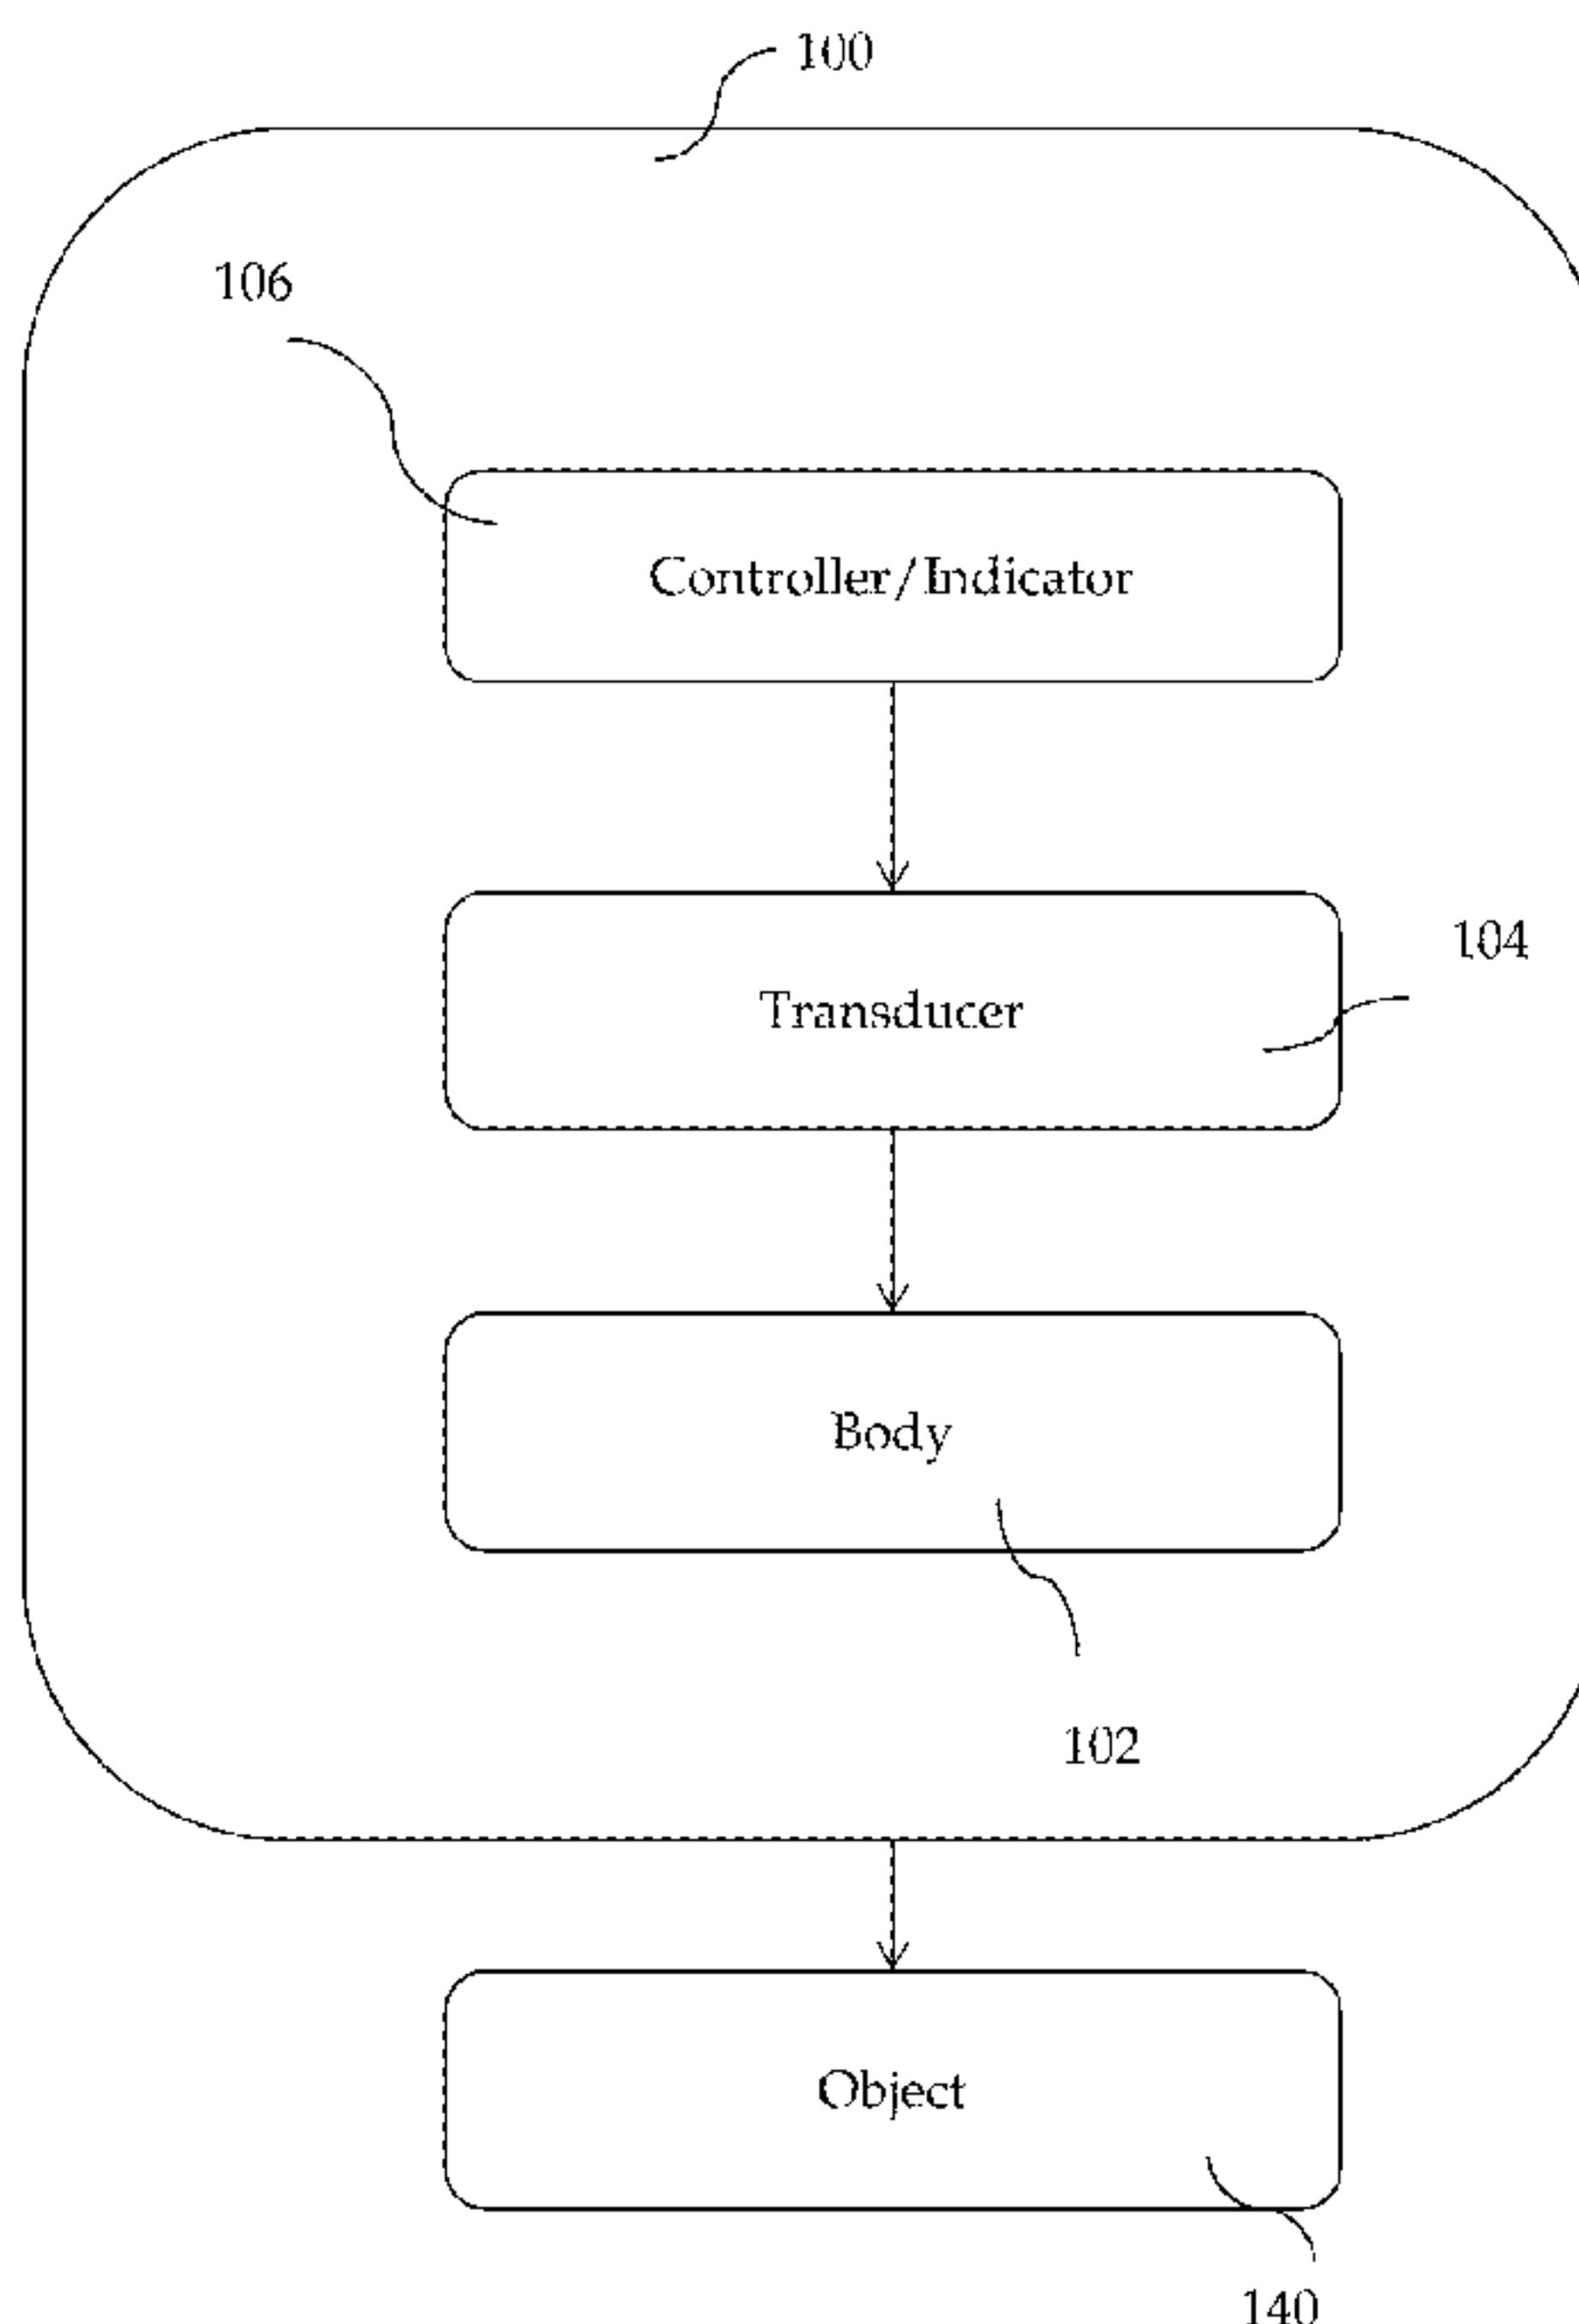 100
106
Controller/Indicator
104
Transducer
Body
102
Object
140